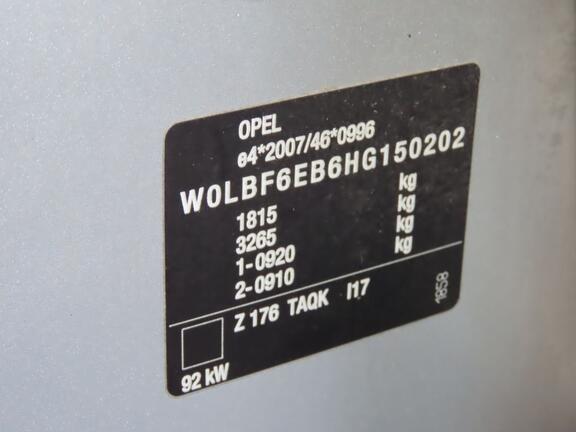 OPEL
e4*2007/46*0996
W0LBF6EB6HG150202
1815 kg
3265 kg
1-0920 kg
2-0910 kg
Z 176 TAQK I17
1858
92 kW